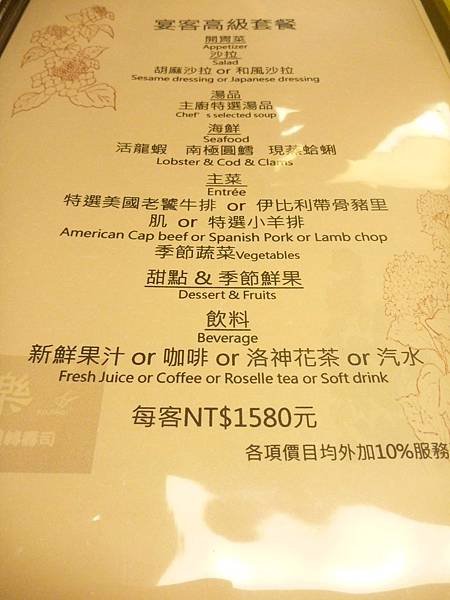 宴客高級套餐
開胃菜
Appetizer
沙拉
Salad
胡麻沙拉 or 和風沙拉
Sesame dressing or Japanese dressing
湯品
主廚特選湯品
Chef's selected soup
海鮮
Seafood
活龍蝦 南極圓鱈 現蒸蛤蜊
Lobster & Cod & Clams
主菜
Entrée
特選美國老饕牛排 or 伊比利帶骨豬里
肌 or 特選小羊排
American Cap beef or Spanish Pork or Lamb chop
季節蔬菜Vegetables
甜點 & 季節鮮果
Dessert & Fruits
飲料
Beverage
新鮮果汁 or 咖啡 or 洛神花茶 or 汽水
Fresh Juice or Coffee or Roselle tea or Soft drink
每客NT$1580元
各項價目均外加10%服務
樂
轉壽司